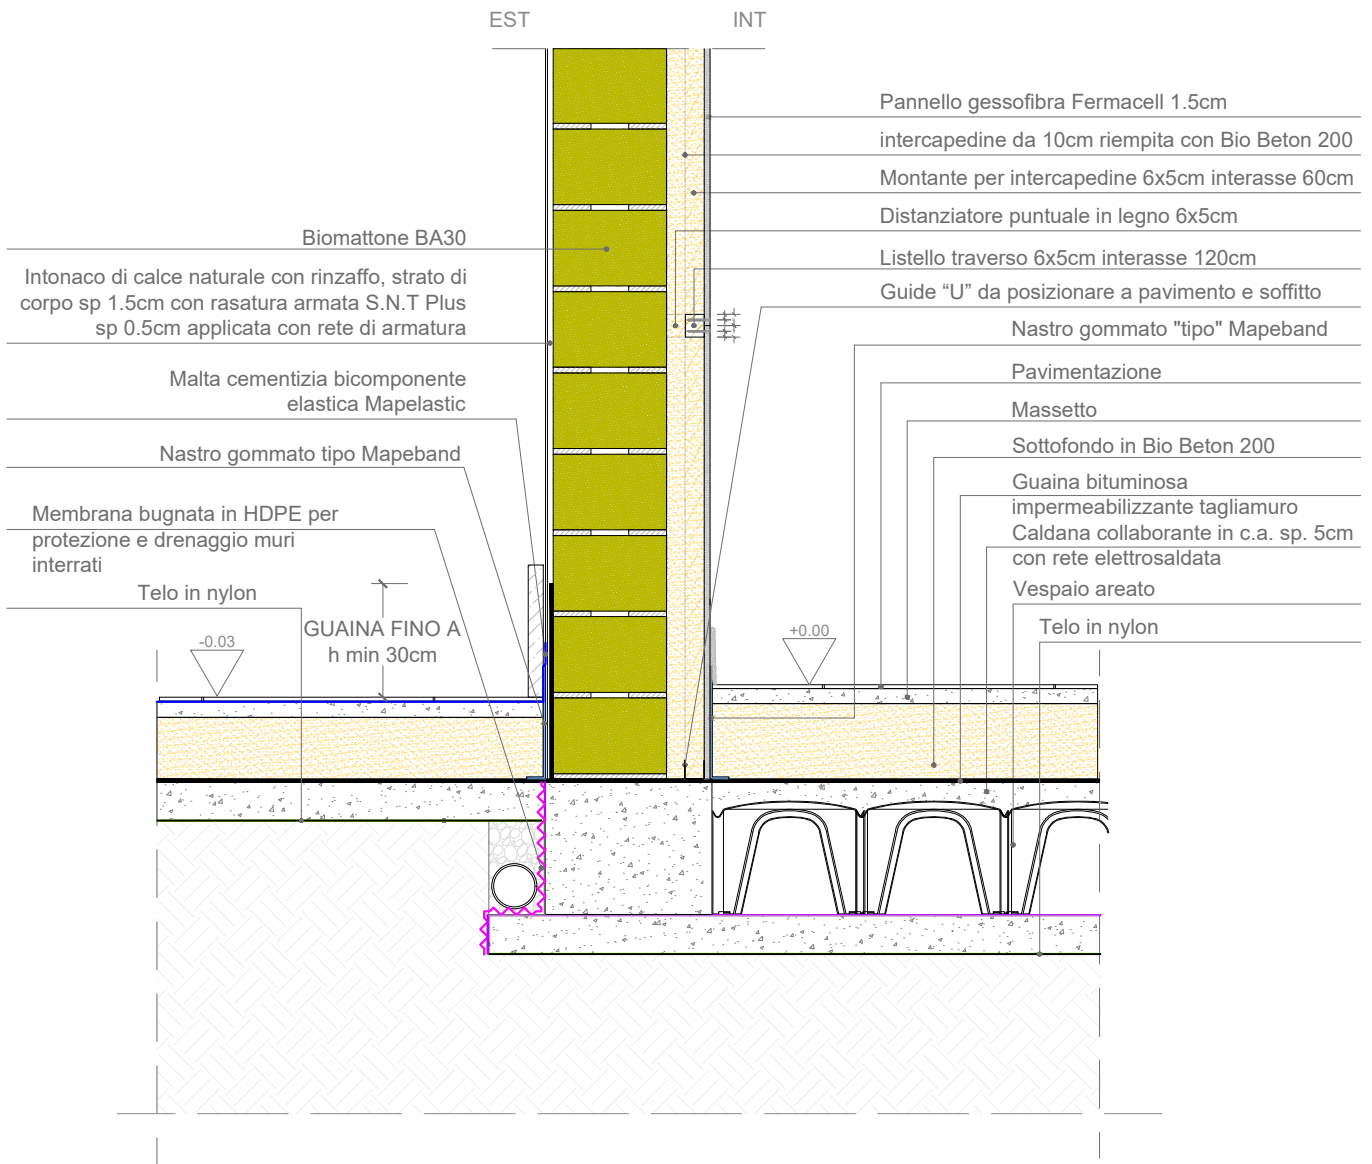 EST
INT
Pannello gessofibra Fermacell 1.5cm
intercapedine da 10cm riempita con Bio Beton 200
Montante per intercapedine 6x5cm interasse 60cm
Distanziatore puntuale in legno 6x5cm
Listello traverso 6x5cm interasse 120cm
Guide “U” da posizionare a pavimento e soffitto
Nastro gommato "tipo" Mapeband
Pavimentazione
Massetto
Sottofondo in Bio Beton 200
Guaina bituminosa
impermeabilizzante tagliamuro
Caldana collaborante in c.a. sp. 5cm
con rete elettrosaldata
Vespaio areato
Telo in nylon
Biomattone BA30
Intonaco di calce naturale con rinzaffo, strato di
corpo sp 1.5cm con rasatura armata S.N.T Plus
sp 0.5cm applicata con rete di armatura
Malta cementizia bicomponente
elastica Mapelastic
Nastro gommato tipo Mapeband
Membrana bugnata in HDPE per
protezione e drenaggio muri
interrati
Telo in nylon
GUAINA FINO A
h min 30cm
-0.03
+0.00